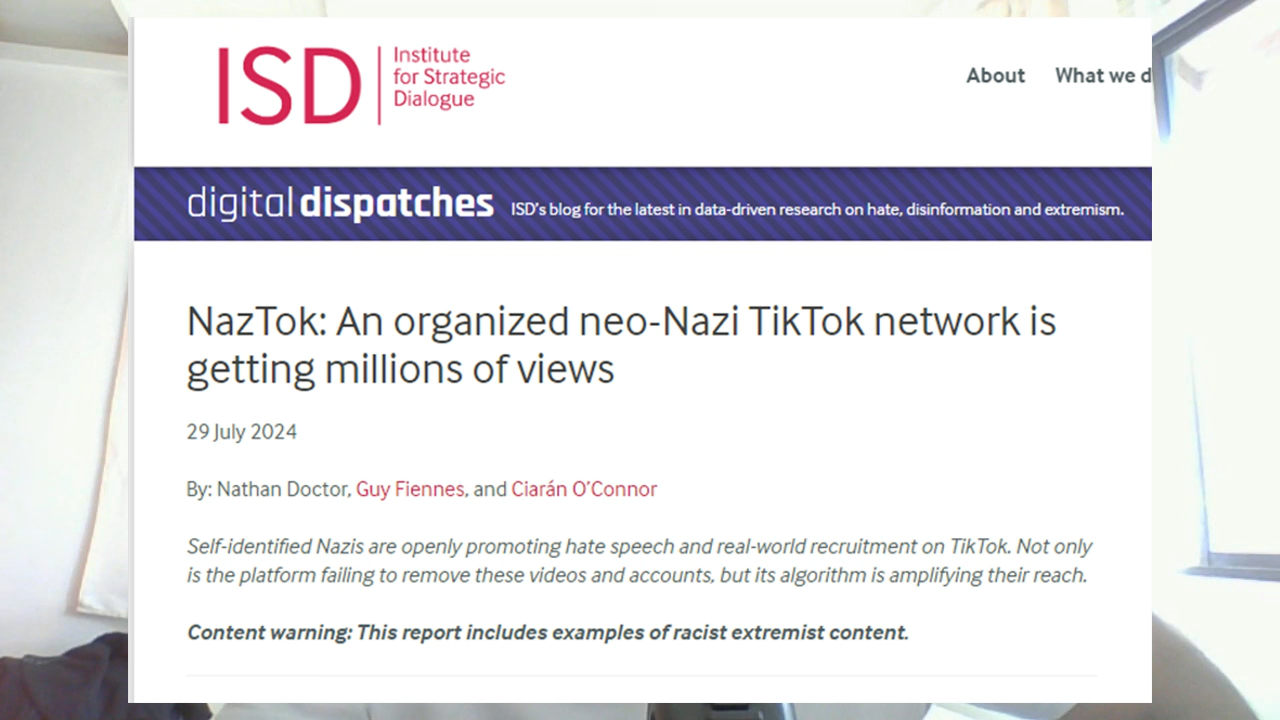 ISD
Institute
for Strategic
Dialogue
About
What we d
digital dispatches
ISD's blog for the latest in data-driven research on hate, disinformation and extremism.
NazTok: An organized neo-Nazi TikTok network is
getting millions of views
29 July 2024
By: Nathan Doctor, Guy Fiennes, and Ciarán O'Connor
Self-identified Nazis are openly promoting hate speech and real-world recruitment on TikTok. Not only
is the platform failing to remove these videos and accounts, but its algorithm is amplifying their reach.
Content warning: This report includes examples of racist extremist content.